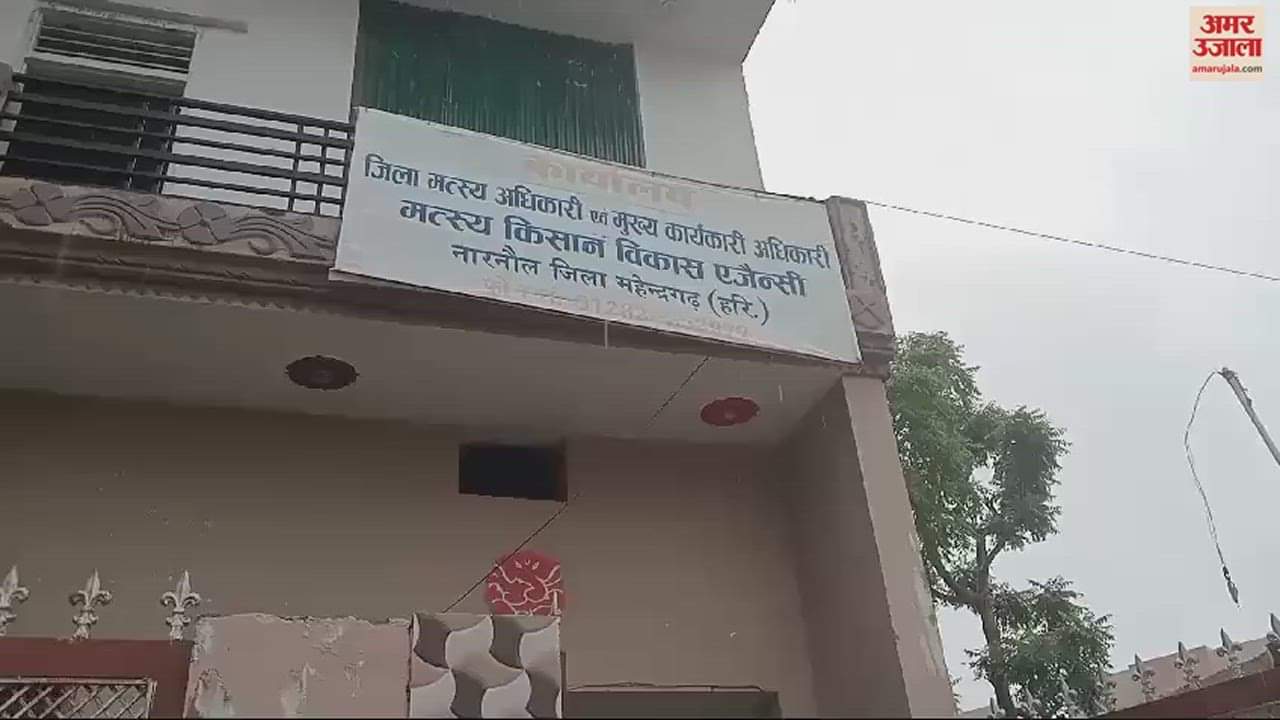 अमर
उजाला
amarujala.com
कार्यालय
जिला मत्स्य अधिकारी एवं मुख्य कार्यकारी अधिकारी
मत्स्य किसान विकास एजैन्सी
नारनौल जिला महेन्द्रगढ़ (हरि.)